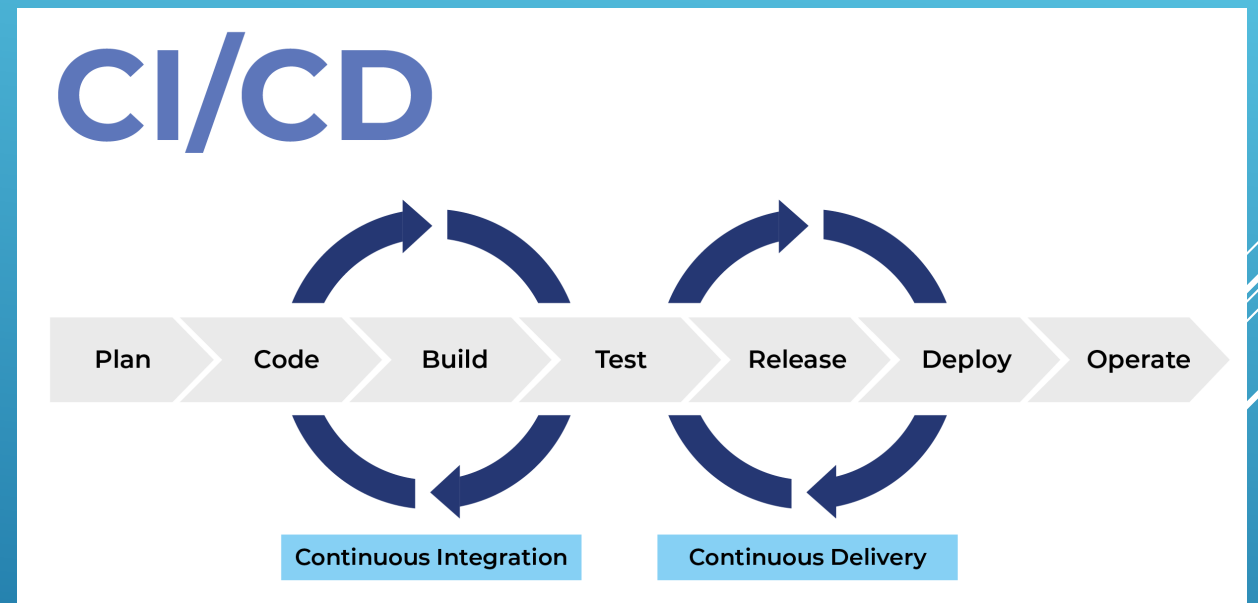 CI/CD
Plan Code Build Test Release Deploy Operate
Continuous Integration Continuous Delivery